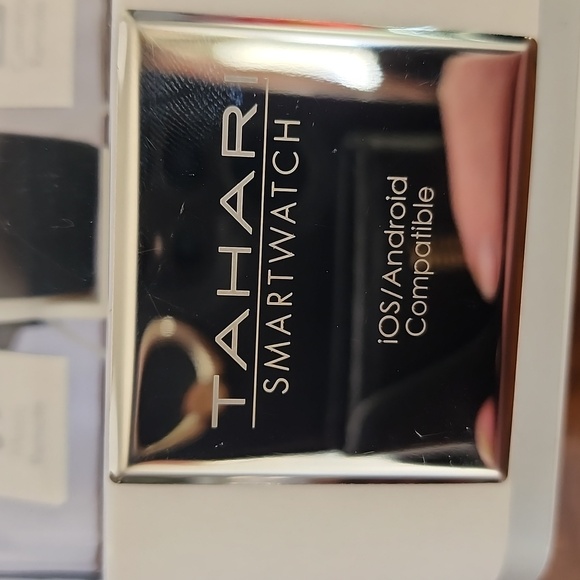 TAHARI
SMARTWATCH
iOS/Android
Compatible